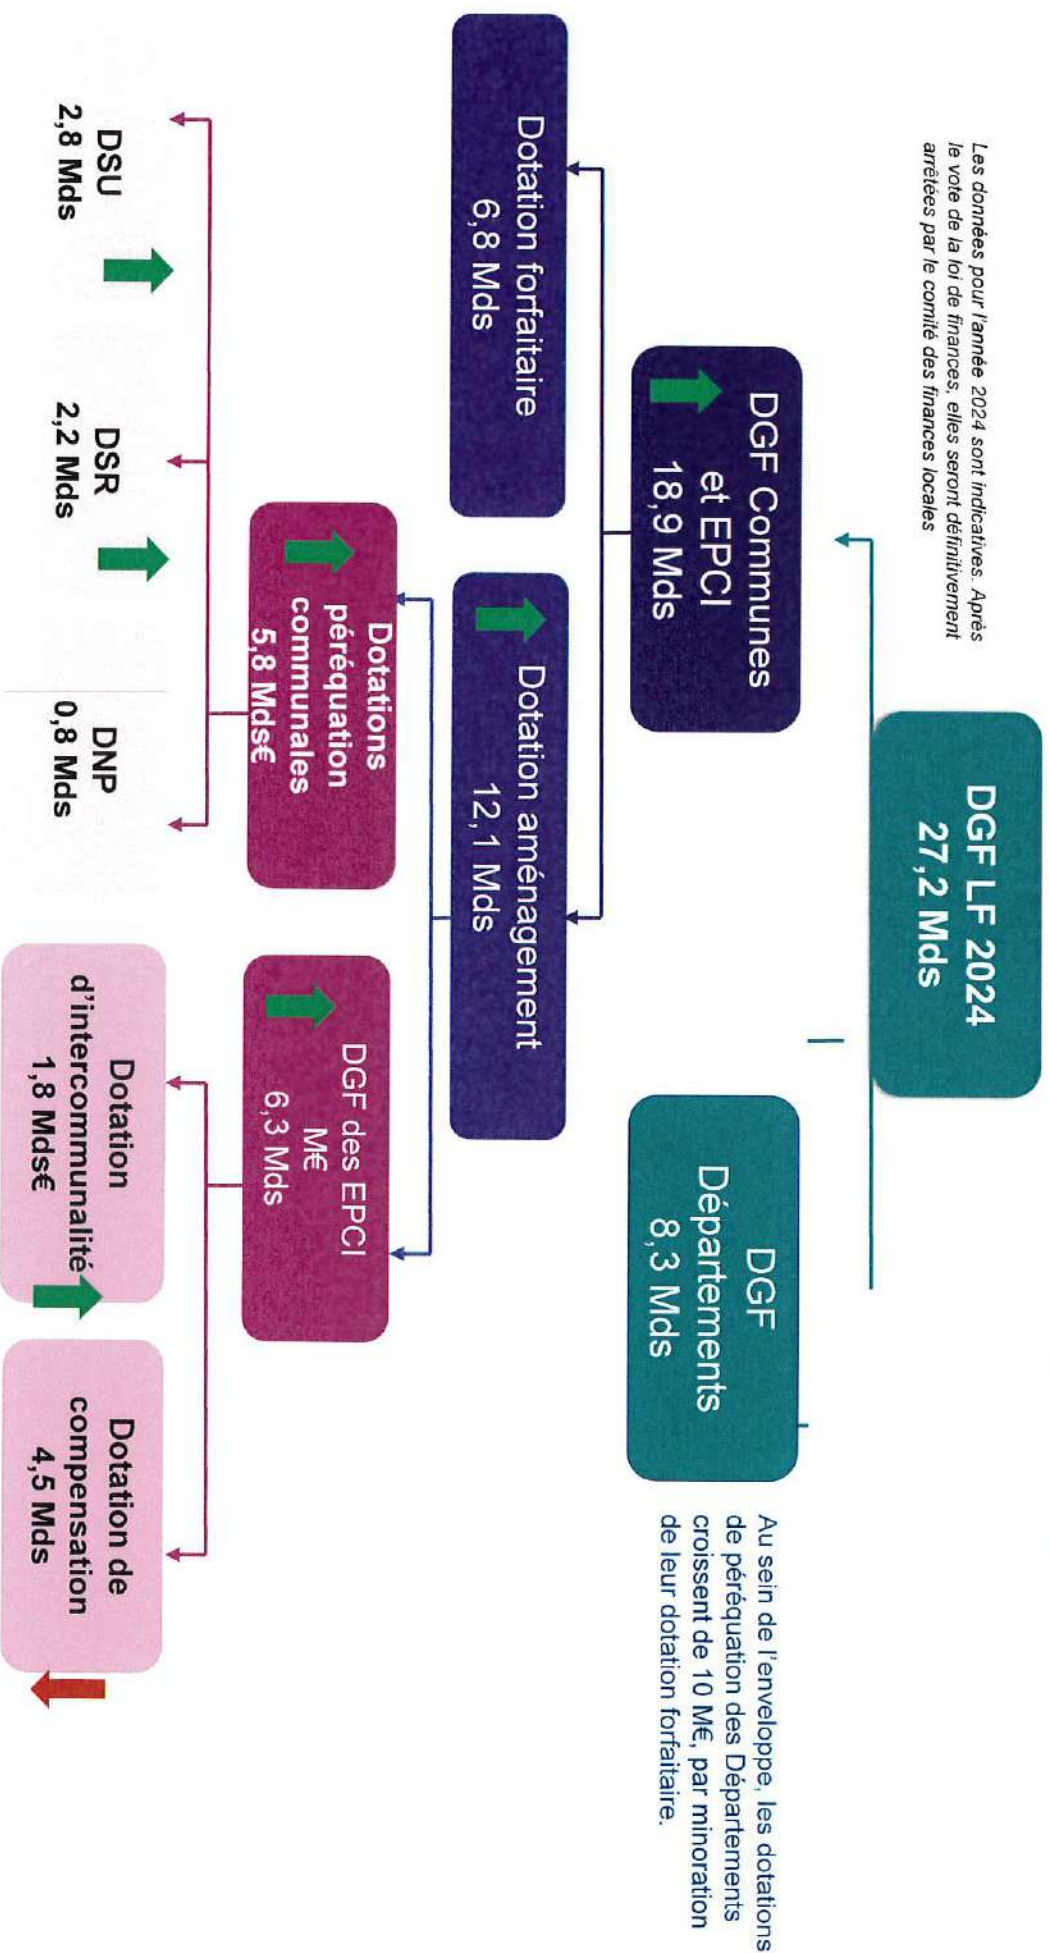 DGF LF 2024
27,2 Mds
Les données pour l'année 2024 sont indicatives. Après
le vote de la loi de finances, elles seront définitivement
arrêtées par le comité des finances locales
DGF Communes
et EPCI
18,9 Mds
DGF
Départements
8,3 Mds
Au sein de l'enveloppe, les dotations
de péréquation des Départements
croissent de 10 M€, par minoration
de leur dotation forfaitaire.
Dotation forfaitaire
6,8 Mds
Dotation aménagement
12,1 Mds
Dotations
péréquation
communales
5,8 Mds€
DGF des EPCI
M€
6,3 Mds
DSU
2,8 Mds
DSR
2,2 Mds
DNP
0,8 Mds
Dotation
d'intercommunalité
1,8 Mds€
Dotation de
compensation
4,5 Mds